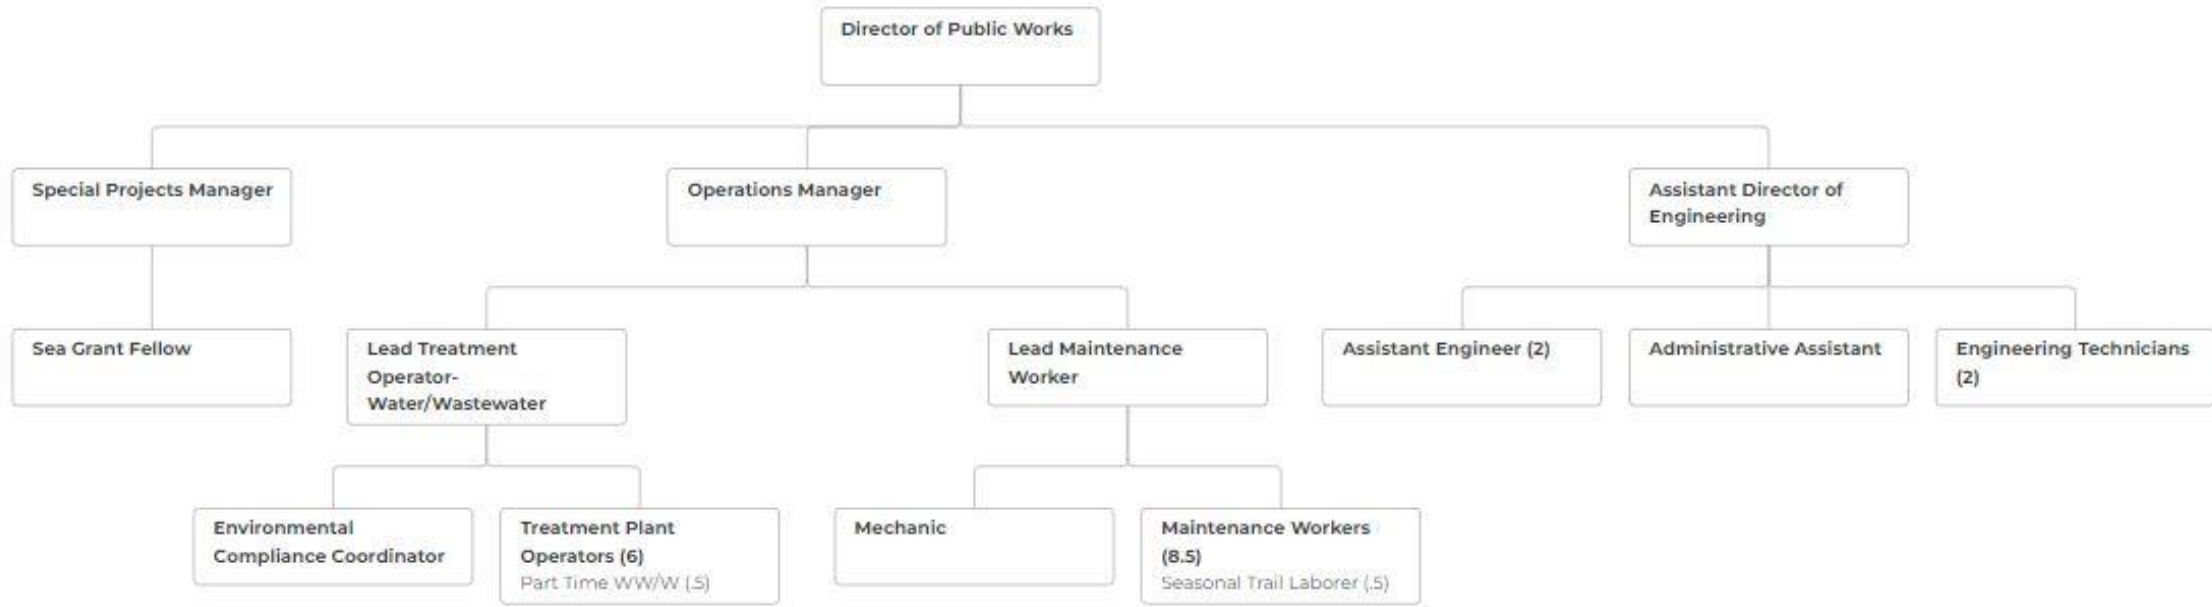 Director of Public Works
Special Projects Manager
Operations Manager
Assistant Director of
Engineering
Sea Grant Fellow
Lead Treatment
Operator-
Water/Wastewater
Lead Maintenance
Worker
Assistant Engineer (2)
Administrative Assistant
Engineering Technicians
(2)
Environmental
Compliance Coordinator
Treatment Plant
Operators (6)
Part Time WW/W (.5)
Mechanic
Maintenance Workers
(8.5)
Seasonal Trail Laborer (.5)